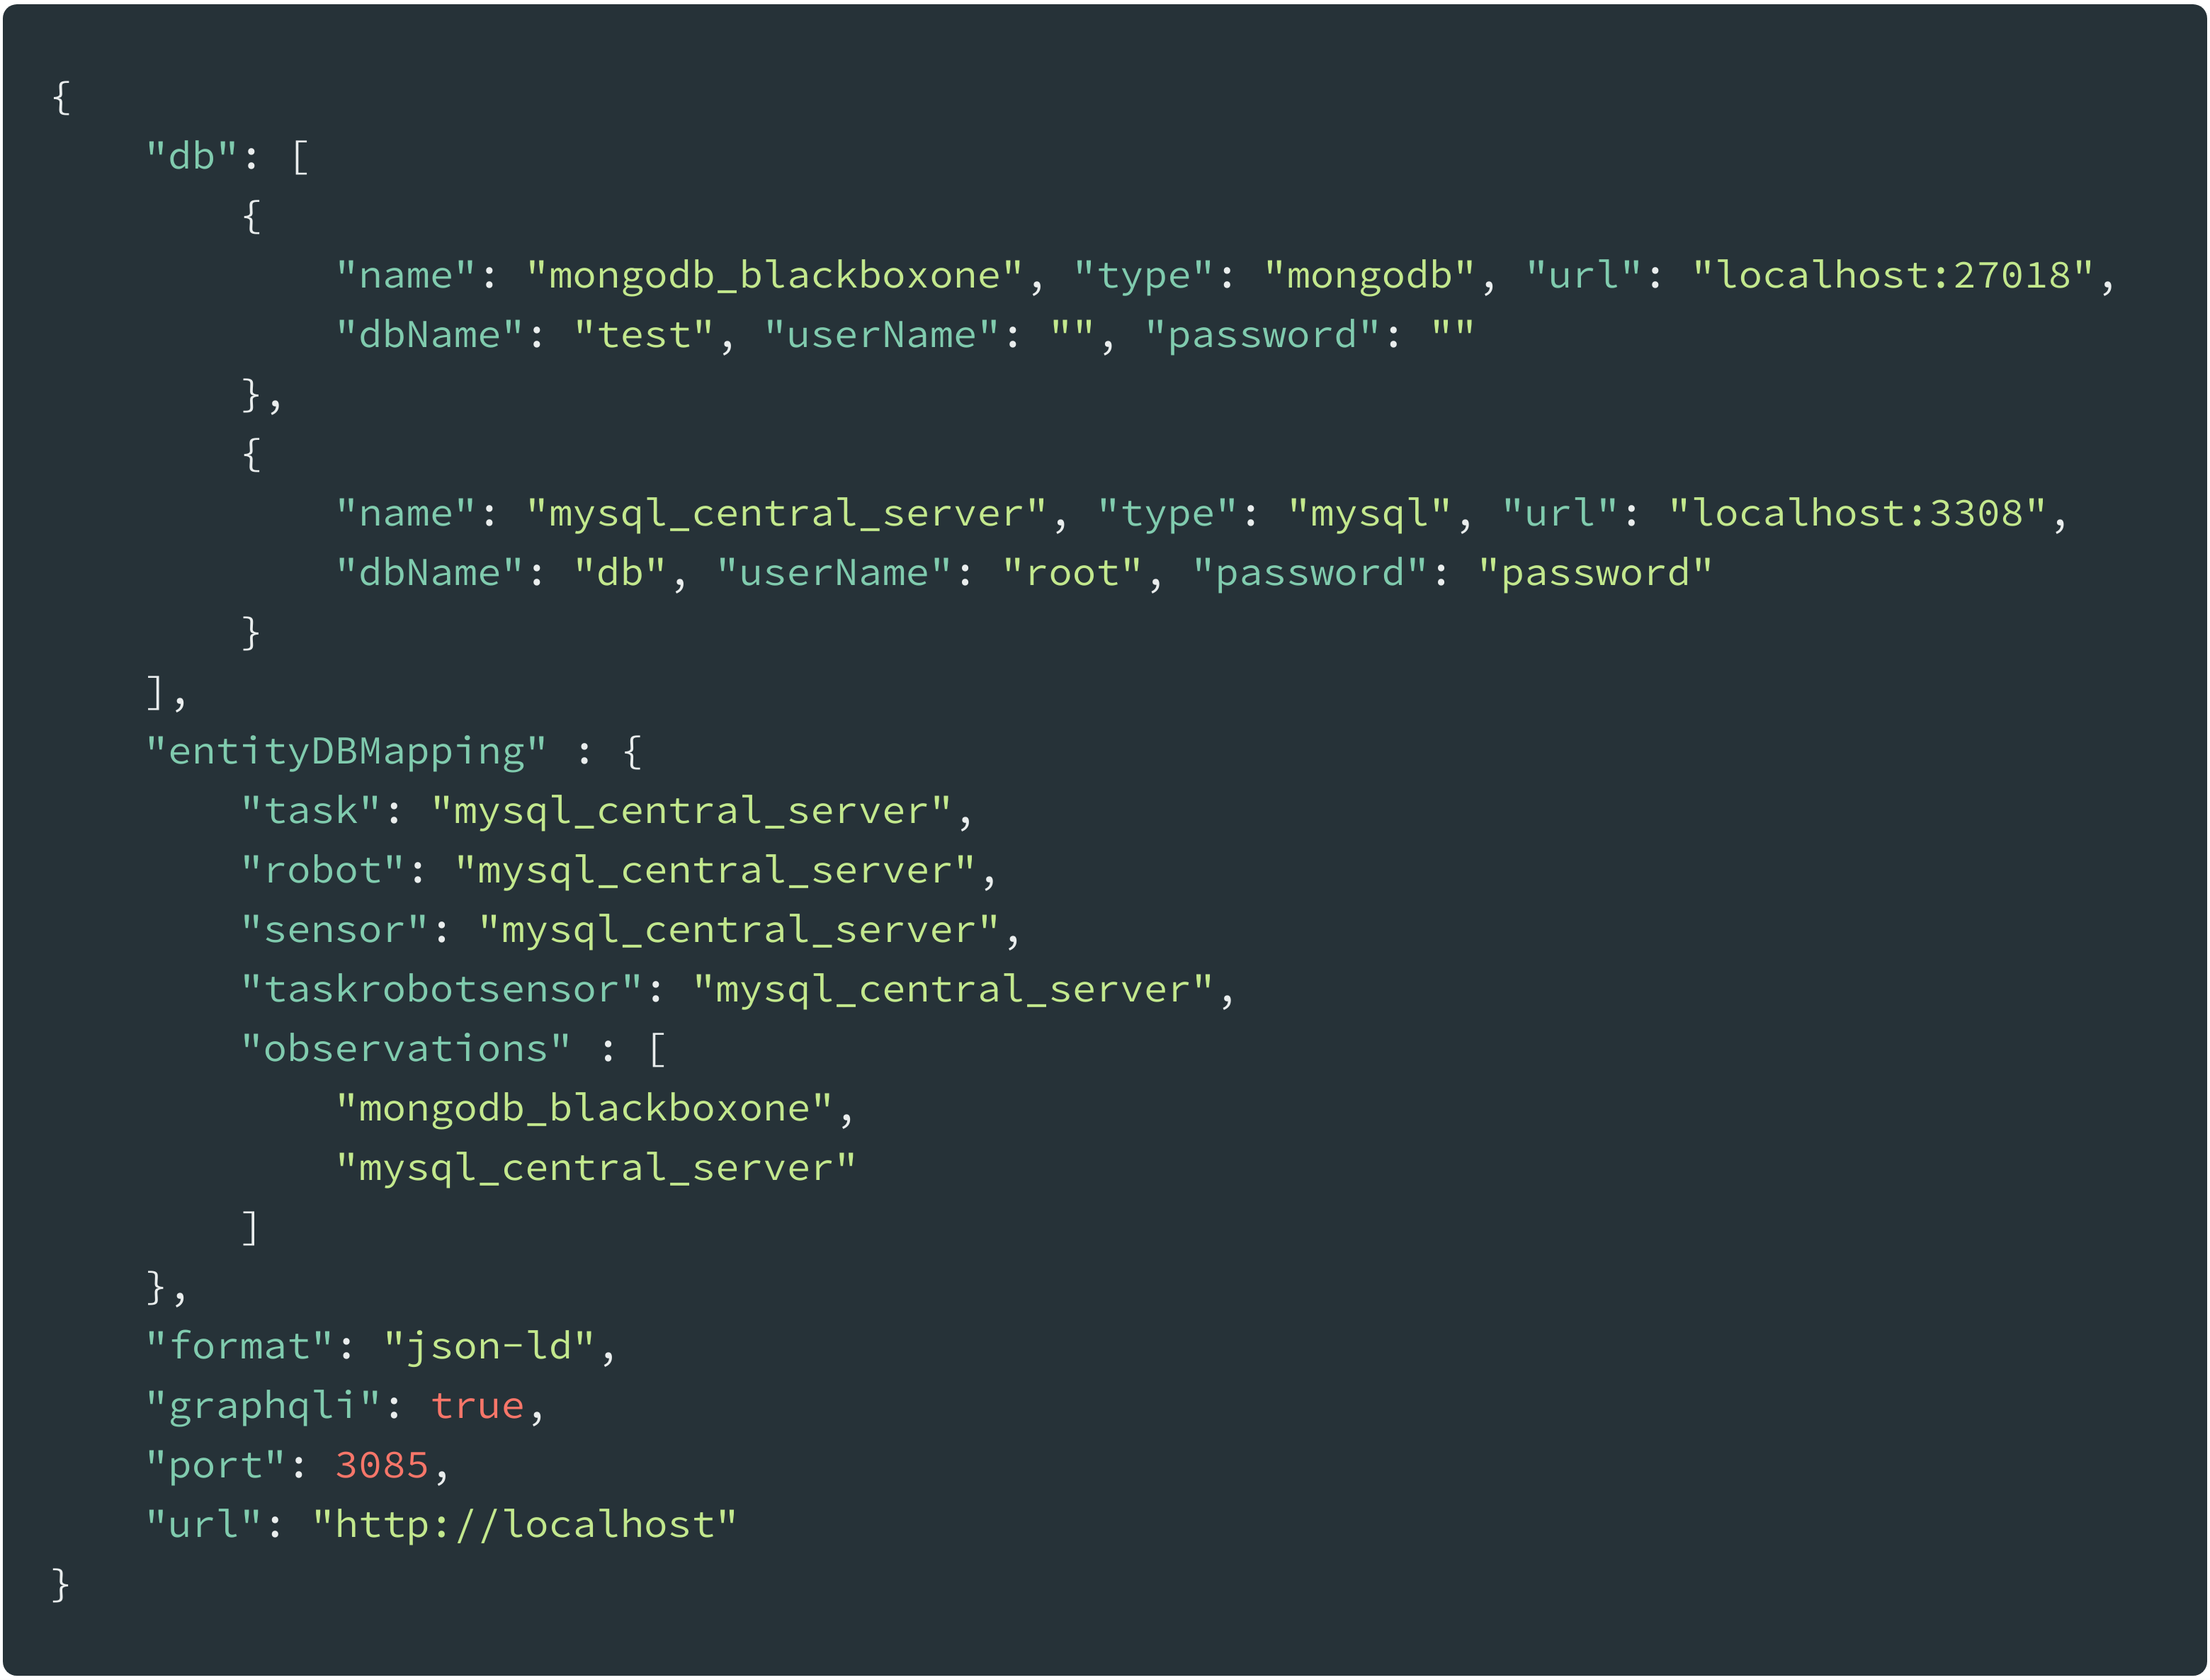 {
    "db": [
        {
            "name": "mongodb_blackboxone", "type": "mongodb", "url": "localhost:27018",
            "dbName": "test", "userName": "", "password": ""
        },
        {
            "name": "mysql_central_server", "type": "mysql", "url": "localhost:3308",
            "dbName": "db", "userName": "root", "password": "password"
        }
    ],
    "entityDBMapping" : {
        "task": "mysql_central_server",
        "robot": "mysql_central_server",
        "sensor": "mysql_central_server",
        "taskrobotsensor": "mysql_central_server",
        "observations" : [
            "mongodb_blackboxone",
            "mysql_central_server"
        ]
    },
    "format": "json-ld",
    "graphqli": true,
    "port": 3085,
    "url": "http://localhost"
}